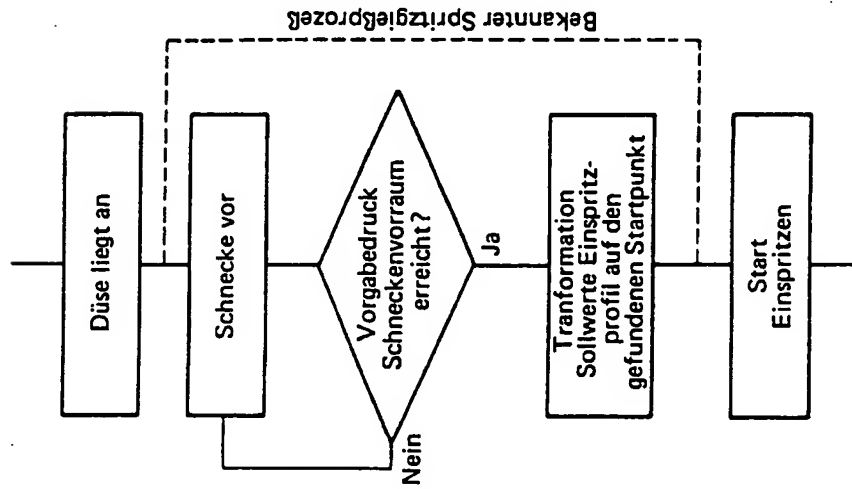 Düse liegt an
Schnecke vor
Vorgabedruck
Schneckenvorraum
erreicht?
Nein
Ja
Tranformation
Sollwerte Einspritz-
profil auf den
gefundenen Startpunkt
Start
Einspritzen
Bekannter Spritzgießprozeß